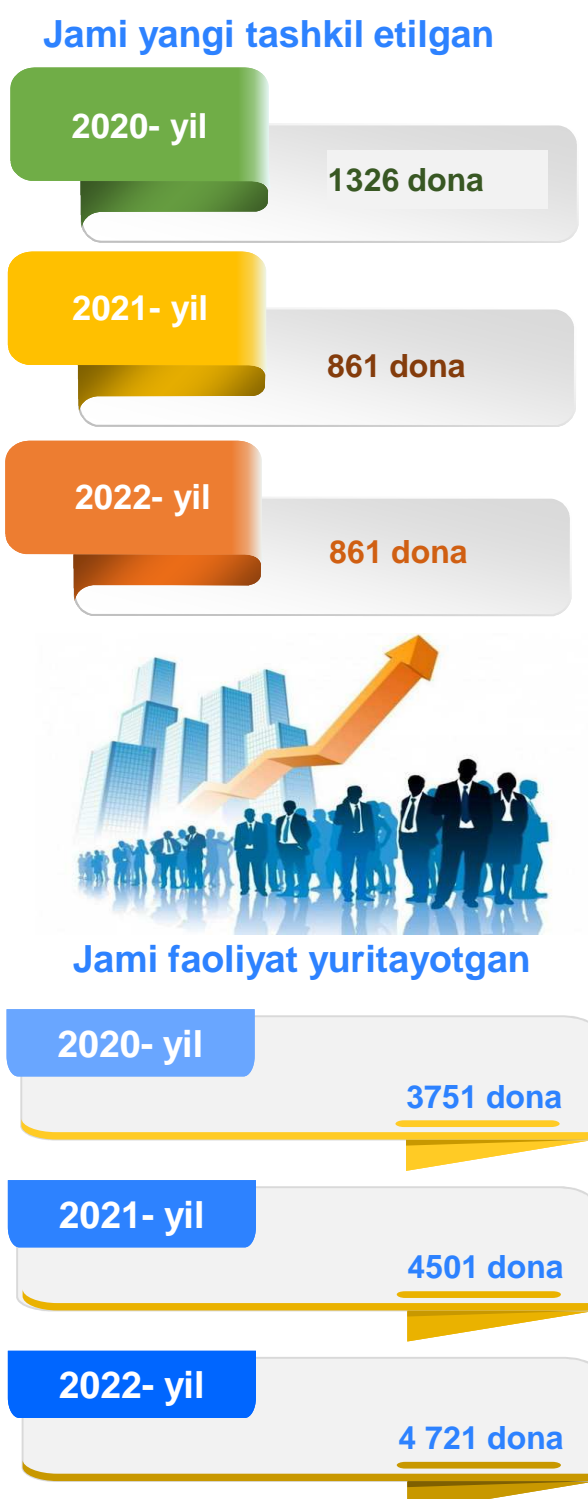 Jami yangi tashkil etilgan
2020- yil
1326 dona
2021- yil
861 dona
2022- yil
861 dona
Jami faoliyat yuritayotgan
2020- yil
3751 dona
2021- yil
4501 dona
2022- yil
4 721 dona